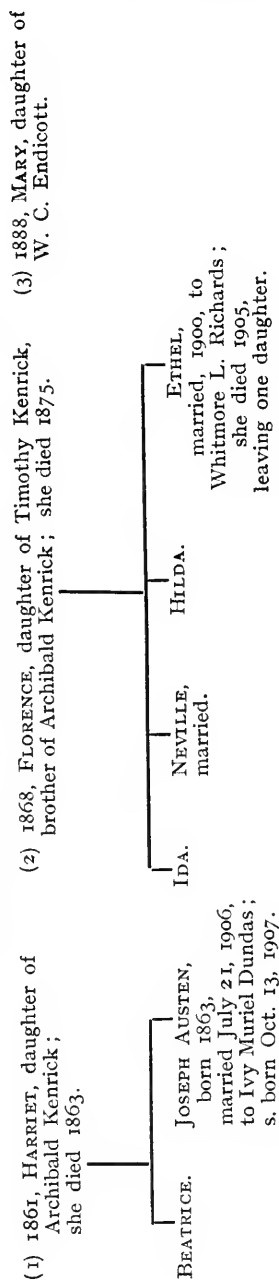 (1) 1861, HARRIET, daughter of
Archibald Kenrick;
she died 1863.
BEATRICE.
JOSEPH AUSTEN,
born 1863,
married July 21, 1906,
to Ivy Muriel Dundas;
s. born Oct. 13, 1907.
(2) 1868, FLORENCE, daughter of Timothy Kenrick,
brother of Archibald Kenrick; she died 1875.
IDA.
NEVILLE,
married.
HILDA.
ETHEL,
married, 1900, to
Whitmore L. Richards;
she died 1905,
leaving one daughter.
(3) 1888, MARY, daughter of
W. C. Endicott.